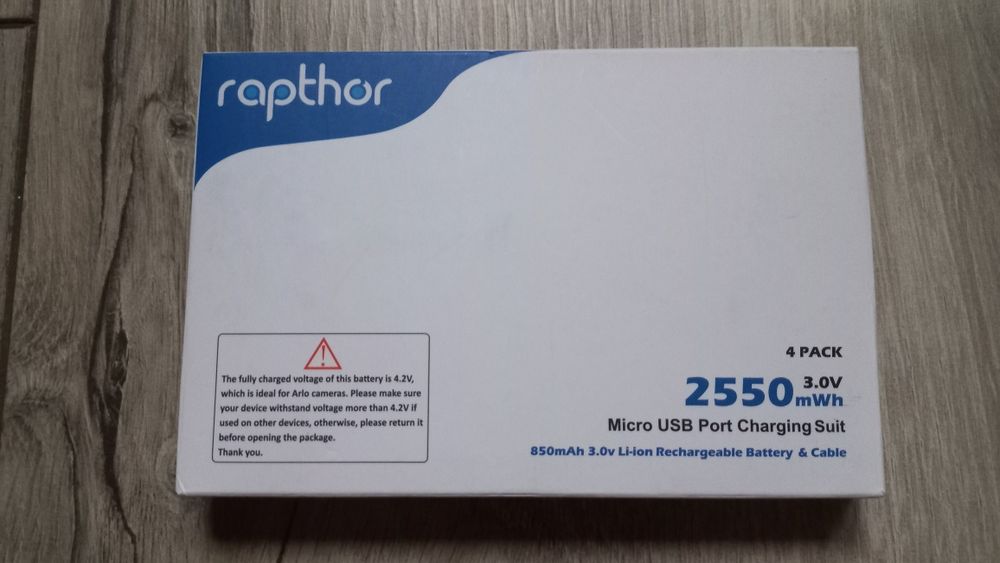 rapthor
The fully charged voltage of this battery is 4.2V,
which is ideal for Arlo cameras. Please make sure
your device withstand voltage more than 4.2V if
used on other devices, otherwise, please return it
before opening the package.
Thank you.
4 PACK
2550mWh 3.0V
Micro USB Port Charging Suit
850mAh 3.0v Li-ion Rechargeable Battery & Cable